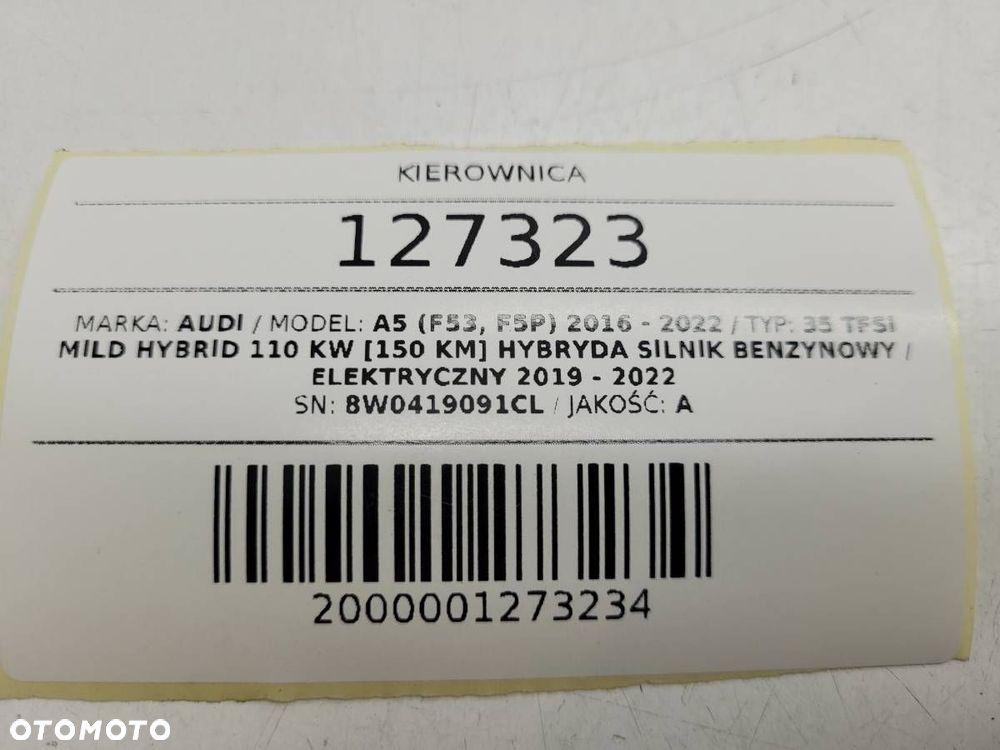 KIEROWNICA
127323
MARKA: AUDI / MODEL: A5 (F53, F5P) 2016 - 2022 / TYP: 35 TFSI
MILD HYBRID 110 KW [150 KM] HYBRYDA SILNIK BENZYNOWY /
ELEKTRYCZNY 2019 - 2022
SN: 8W0419091CL / JAKOŚĆ: A
2000001273234
OTOMOTO